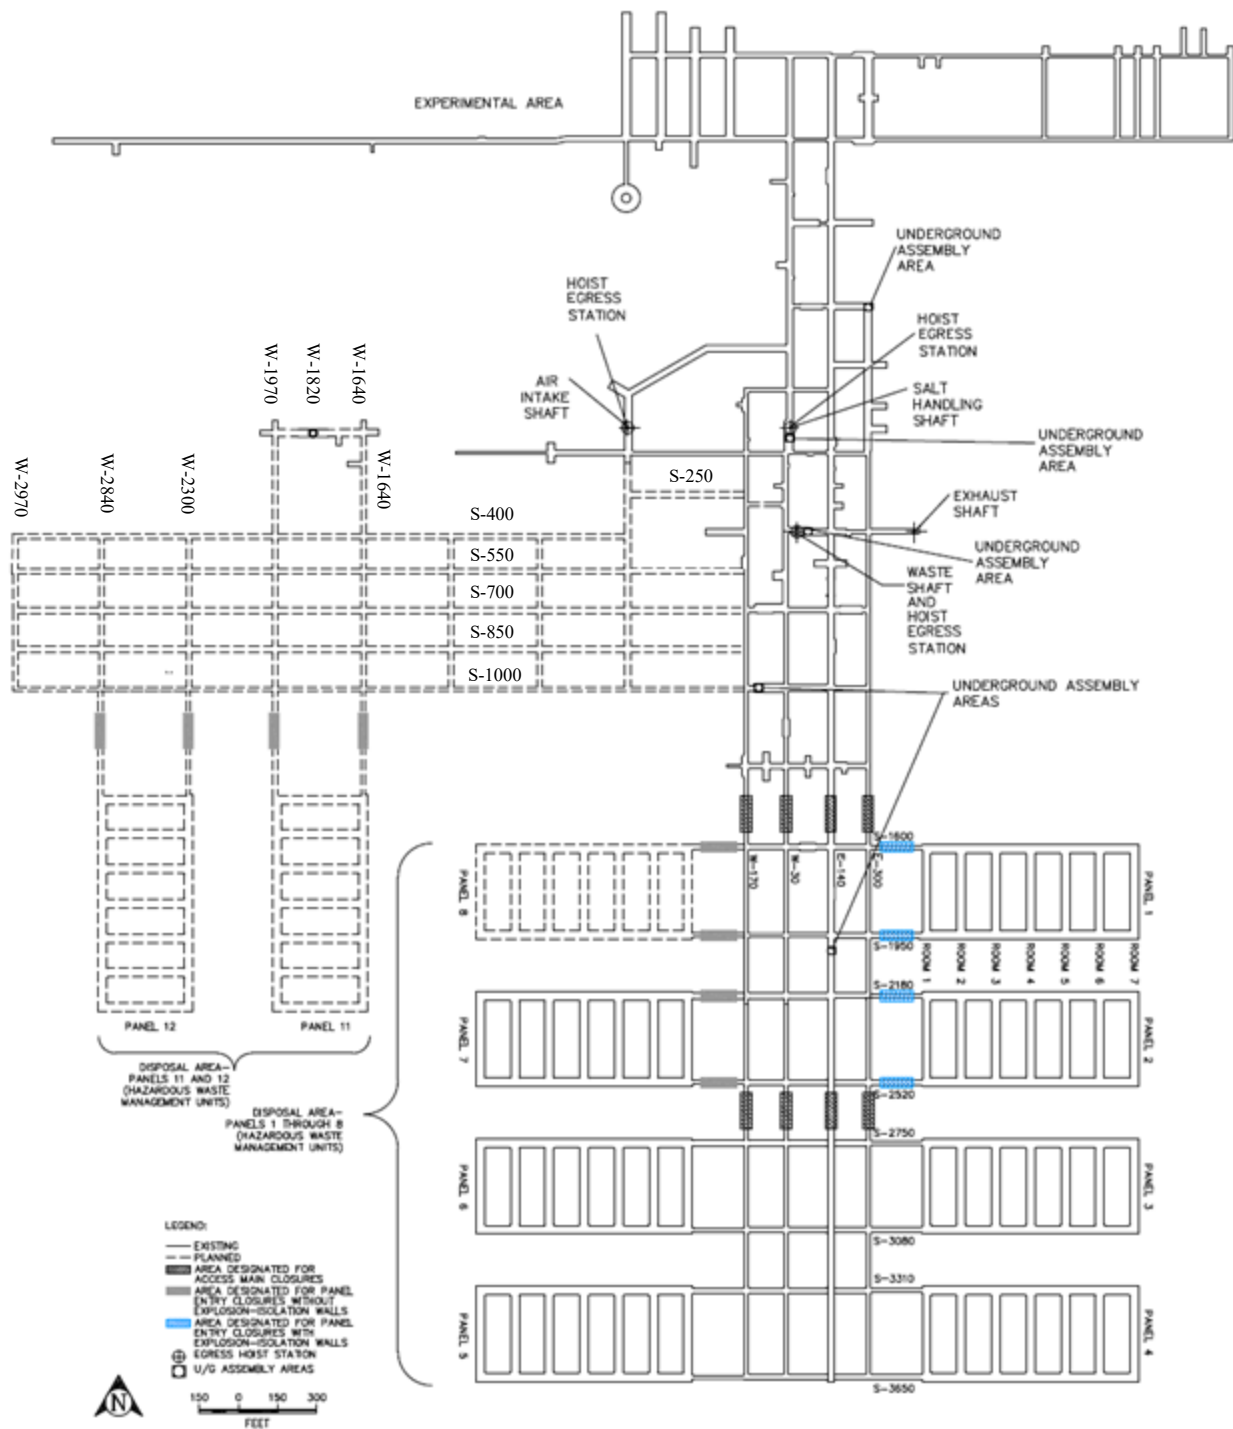 EXPERIMENTAL AREA
UNDERGROUND
ASSEMBLY
AREA
HOIST
EGRESS
STATION
HOIST
EGRESS
STATION
AIR
INTAKE
SHAFT
SALT
HANDLING
SHAFT
UNDERGROUND
ASSEMBLY
AREA
W-1970
W-1820
W-1640
W-2970
W-2840
W-2300
W-1640
S-250
S-400
S-550
S-700
S-850
S-1000
EXHAUST
SHAFT
UNDERGROUND
ASSEMBLY
AREA
WASTE
SHAFT
AND
HOIST
EGRESS
STATION
UNDERGROUND ASSEMBLY
AREAS
S-1600
W-170
W-30
E-140
E-300
PANEL 8
PANEL 1
S-1950
ROOM 1
ROOM 2
ROOM 3
ROOM 4
ROOM 5
ROOM 6
ROOM 7
S-2180
PANEL 7
PANEL 2
S-2520
S-2750
PANEL 6
PANEL 3
S-3080
S-3310
PANEL 5
PANEL 4
S-3650
PANEL 12
PANEL 11
DISPOSAL AREA-
PANELS 11 AND 12
(HAZARDOUS WASTE
MANAGEMENT UNITS)
DISPOSAL AREA-
PANELS 1 THROUGH 8
(HAZARDOUS WASTE
MANAGEMENT UNITS)
LEGEND:
EXISTING
PLANNED
AREA DESIGNATED FOR
ACCESS MAIN CLOSURES
AREA DESIGNATED FOR PANEL
ENTRY CLOSURES WITHOUT
EXPLOSION-ISOLATION WALLS
AREA DESIGNATED FOR PANEL
ENTRY CLOSURES WITH
EXPLOSION-ISOLATION WALLS
EGRESS HOIST STATION
U/G ASSEMBLY AREAS
N
150 0 150 300
FEET